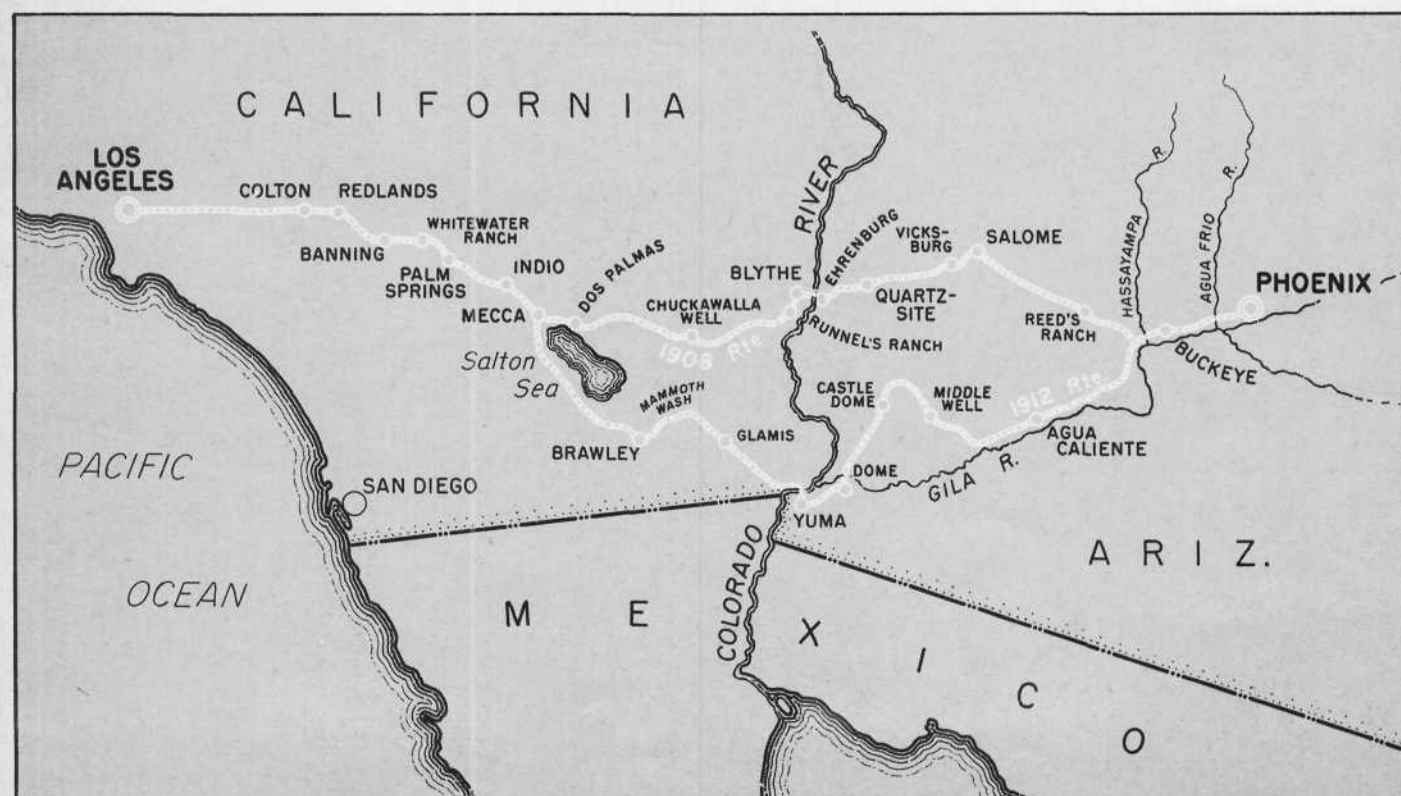 CALIFORNIA
LOS
ANGELES
COLTON
REDLANDS
BANNING
WHITEWATER
RANCH
PALM
SPRINGS
INDIO
MECCA
DOS PALMAS
Salton
Sea
CHUCKAWALLA
WELL
1908 Rte.
BLYTHE
RIVER
EHRENBURG
RUNNEL'S RANCH
QUARTZ-
SITE
VICKS-
BURG
SALOME
REED'S
RANCH
HASSAYAMPA
R.
AGUA FRIO
R.
PHOENIX
BUCKEYE
1912 Rte.
CASTLE
DOME
MIDDLE
WELL
AGUA
CALIENTE
MAMMOTH
WASH
BRAWLEY
GLAMIS
DOME
GILA R.
YUMA
PACIFIC
OCEAN
SAN DIEGO
COLORADO
ARIZ.
MEXICO